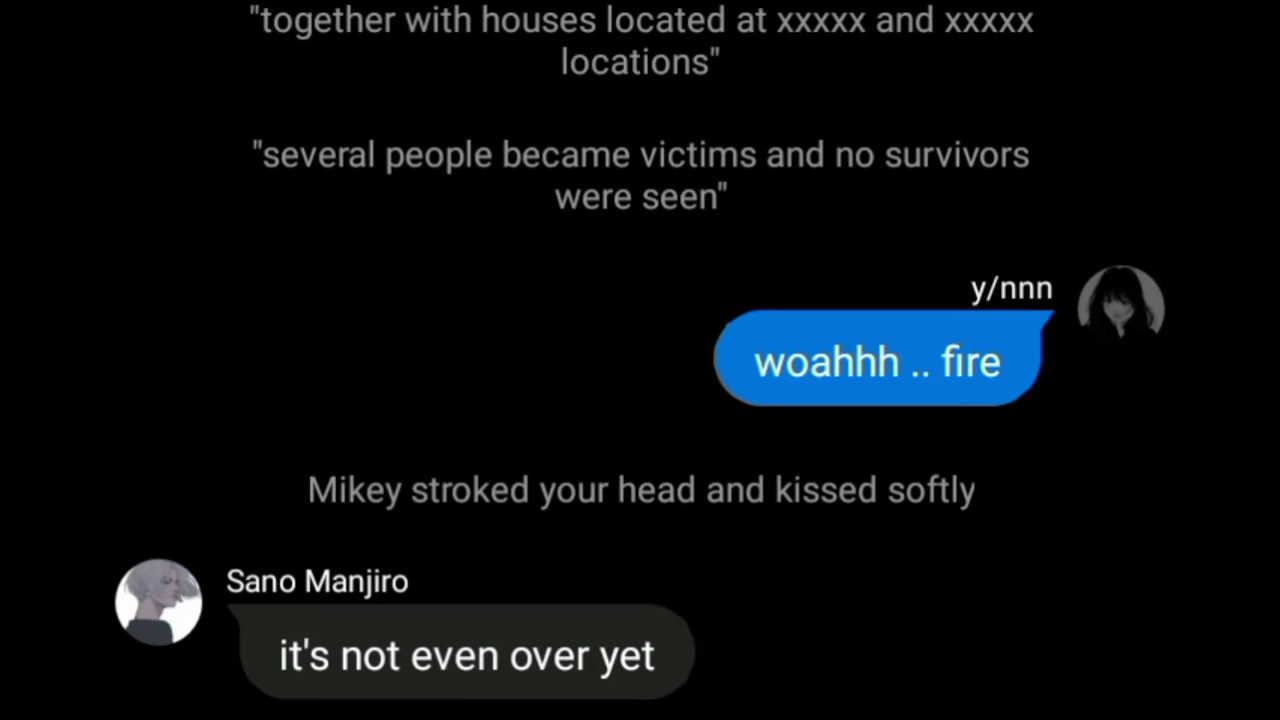 "together with houses located at xxxxx and xxxxx
locations"
"several people became victims and no survivors
were seen"
y/nnn
woahhh .. fire
Mikey stroked your head and kissed softly
Sano Manjiro
it's not even over yet